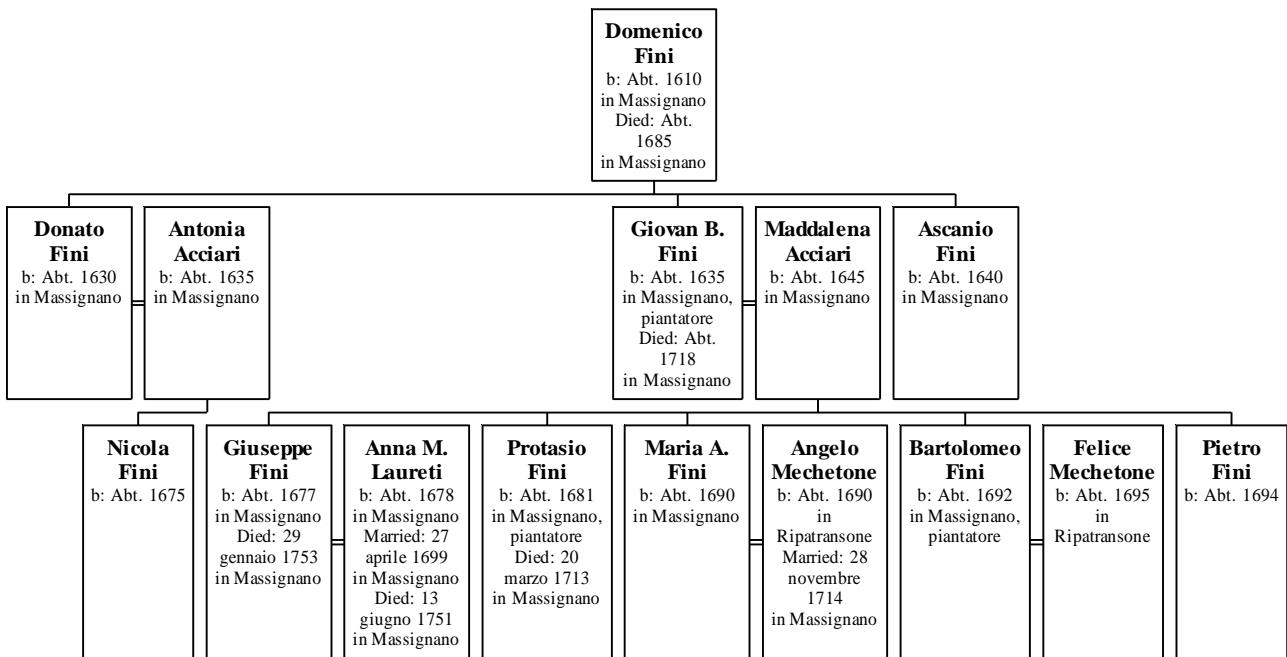 Domenico
Fini
b: Abt. 1610
in Massignano
Died: Abt.
1685
in Massignano
Donato
Fini
b: Abt. 1630
in Massignano
Antonia
Acciari
b: Abt. 1635
in Massignano
Giovan B.
Fini
b: Abt. 1635
in Massignano,
piantatore
Died: Abt.
1718
in Massignano
Maddalena
Acciari
b: Abt. 1645
in Massignano
Ascanio
Fini
b: Abt. 1640
in Massignano
Nicola
Fini
b: Abt. 1675
Giuseppe
Fini
b: Abt. 1677
in Massignano
Died: 29
gennaio 1753
in Massignano
Anna M.
Laureti
b: Abt. 1678
in Massignano
Married: 27
aprile 1699
in Massignano
Died: 13
giugno 1751
in Massignano
Protasio
Fini
b: Abt. 1681
in Massignano,
piantatore
Died: 20
marzo 1713
in Massignano
Maria A.
Fini
b: Abt. 1690
in Massignano
Angelo
Mechetone
b: Abt. 1690
in
Ripatransone
Married: 28
novembre
1714
in Massignano
Bartolomeo
Fini
b: Abt. 1692
in Massignano,
piantatore
Felice
Mechetone
b: Abt. 1695
in
Ripatransone
Pietro
Fini
b: Abt. 1694